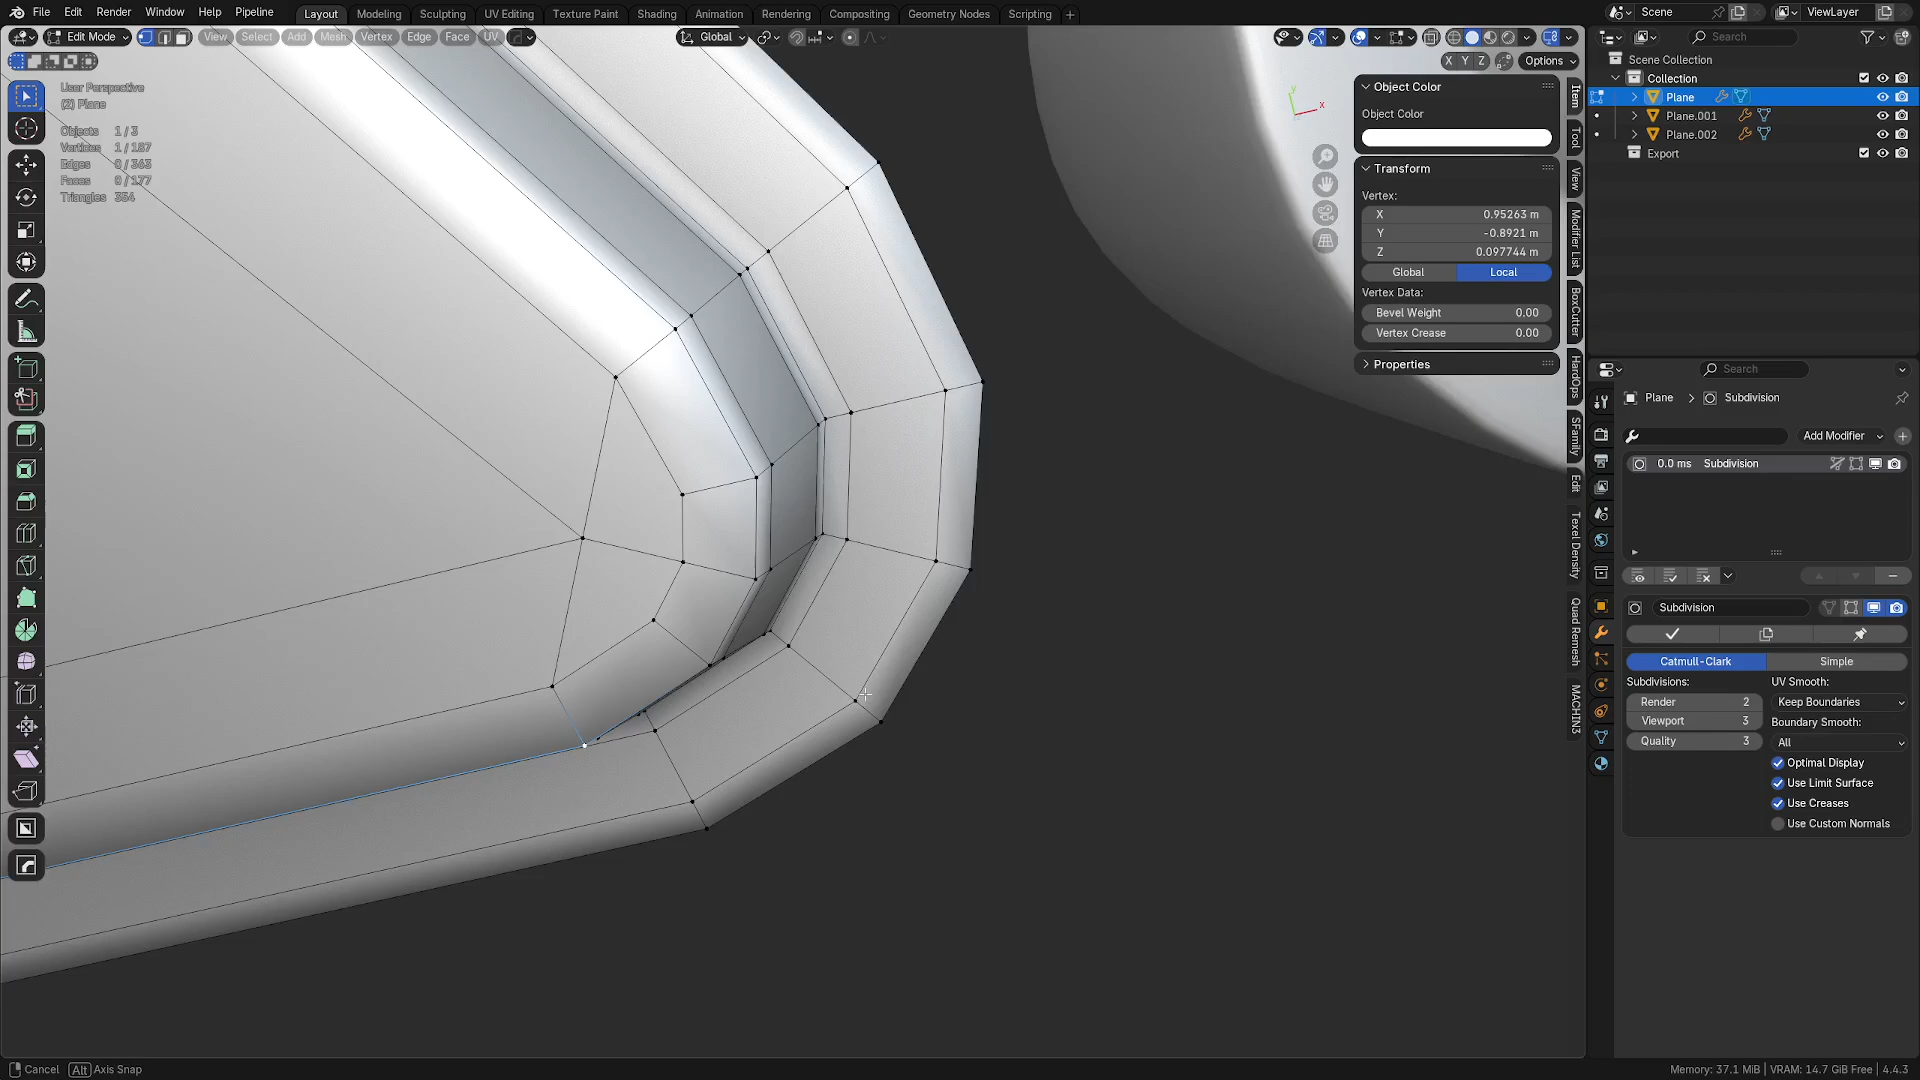 File Edit Render Window Help Pipeline Layout Modeling Sculpting UV Editing Texture Paint Shading Animation Rendering Compositing Geometry Nodes Scripting + Scene ViewLayer
Edit Mode View Select Add Mesh Vertex Edge Face UV Global Search
X Y Z Options
User Perspective
(2) Plane
Objects 1 / 3
Vertices 1 / 187
Edges 0 / 363
Faces 0 / 177
Triangles 354
Y
X
Object Color
Object Color
Transform
Vertex:
X 0.95263 m
Y -0.8921 m
Z 0.097744 m
Global Local
Vertex Data:
Bevel Weight 0.00
Vertex Crease 0.00
Properties
Item
Tool
View
Modifier List
BoxCutter
HardOps
SFamily
Edit
Texel Density
Quad Remesh
MACHIN3
Scene Collection
Collection
Plane
Plane.001
Plane.002
Export
Search
Plane > Subdivision
Add Modifier
0.0 ms Subdivision
Subdivision
Catmull-Clark Simple
Subdivisions: UV Smooth:
Render 2 Keep Boundaries
Viewport 3 Boundary Smooth:
Quality 3 All
Optimal Display
Use Limit Surface
Use Creases
Use Custom Normals
Cancel Alt Axis Snap
Memory: 37.1 MiB | VRAM: 14.7 GiB Free | 4.4.3